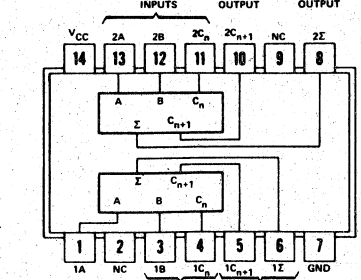 INPUTS OUTPUT OUTPUT
VCC 2A 2B 2Cn 2Cn+1 NC 2Σ
14 13 12 11 10 9 8
A B Cn
Σ Cn+1
Σ Cn+1
A B Cn
1 2 3 4 5 6 7
1A NC 1B 1Cn 1Cn+1 1Σ GND